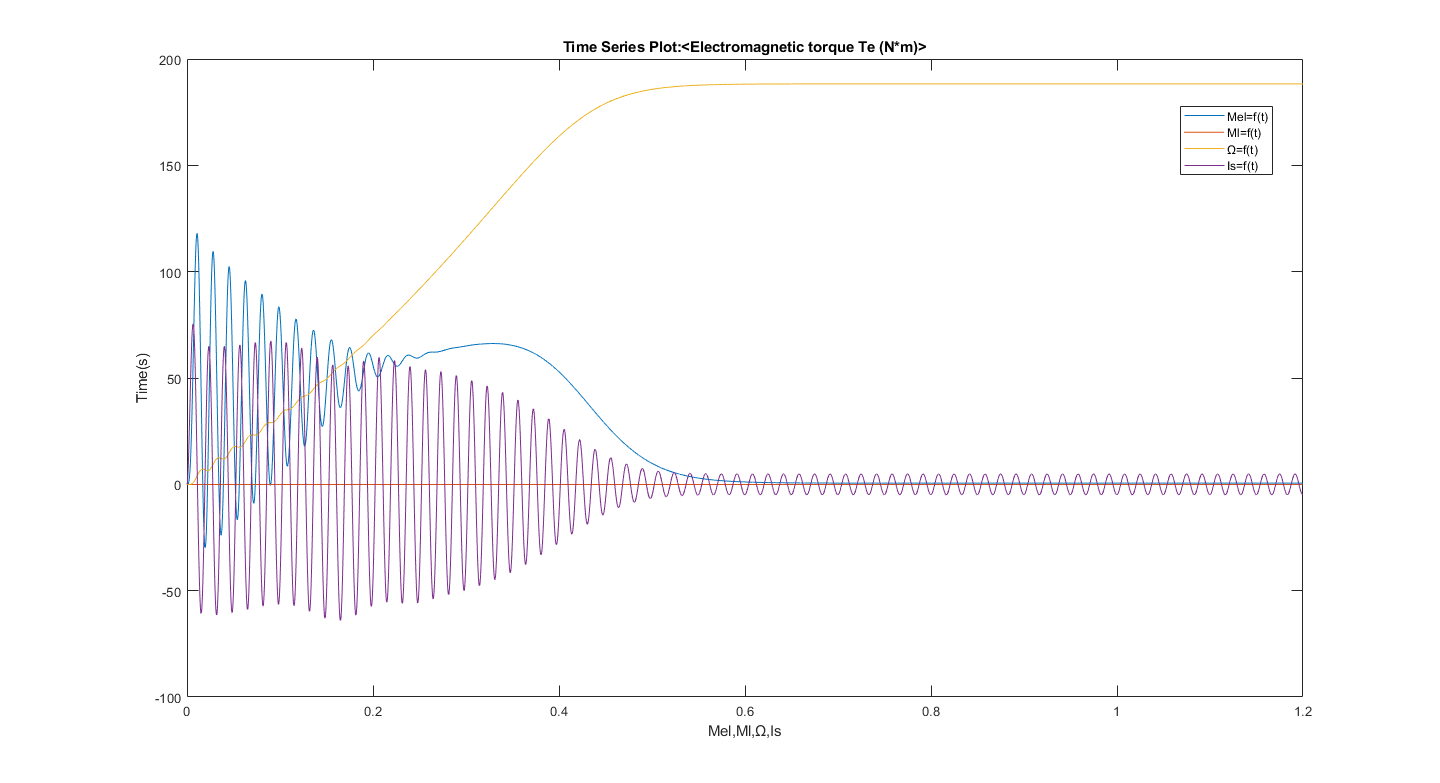 Time Series Plot:<Electromagnetic torque Te (N*m)>
200
150
100
50
0
-50
-100
Time(s)
Mel=f(t)
Ml=f(t)
Ω=f(t)
Is=f(t)
0
0.2
0.4
0.6
0.8
1
1.2
Mel,Ml,Ω,Is